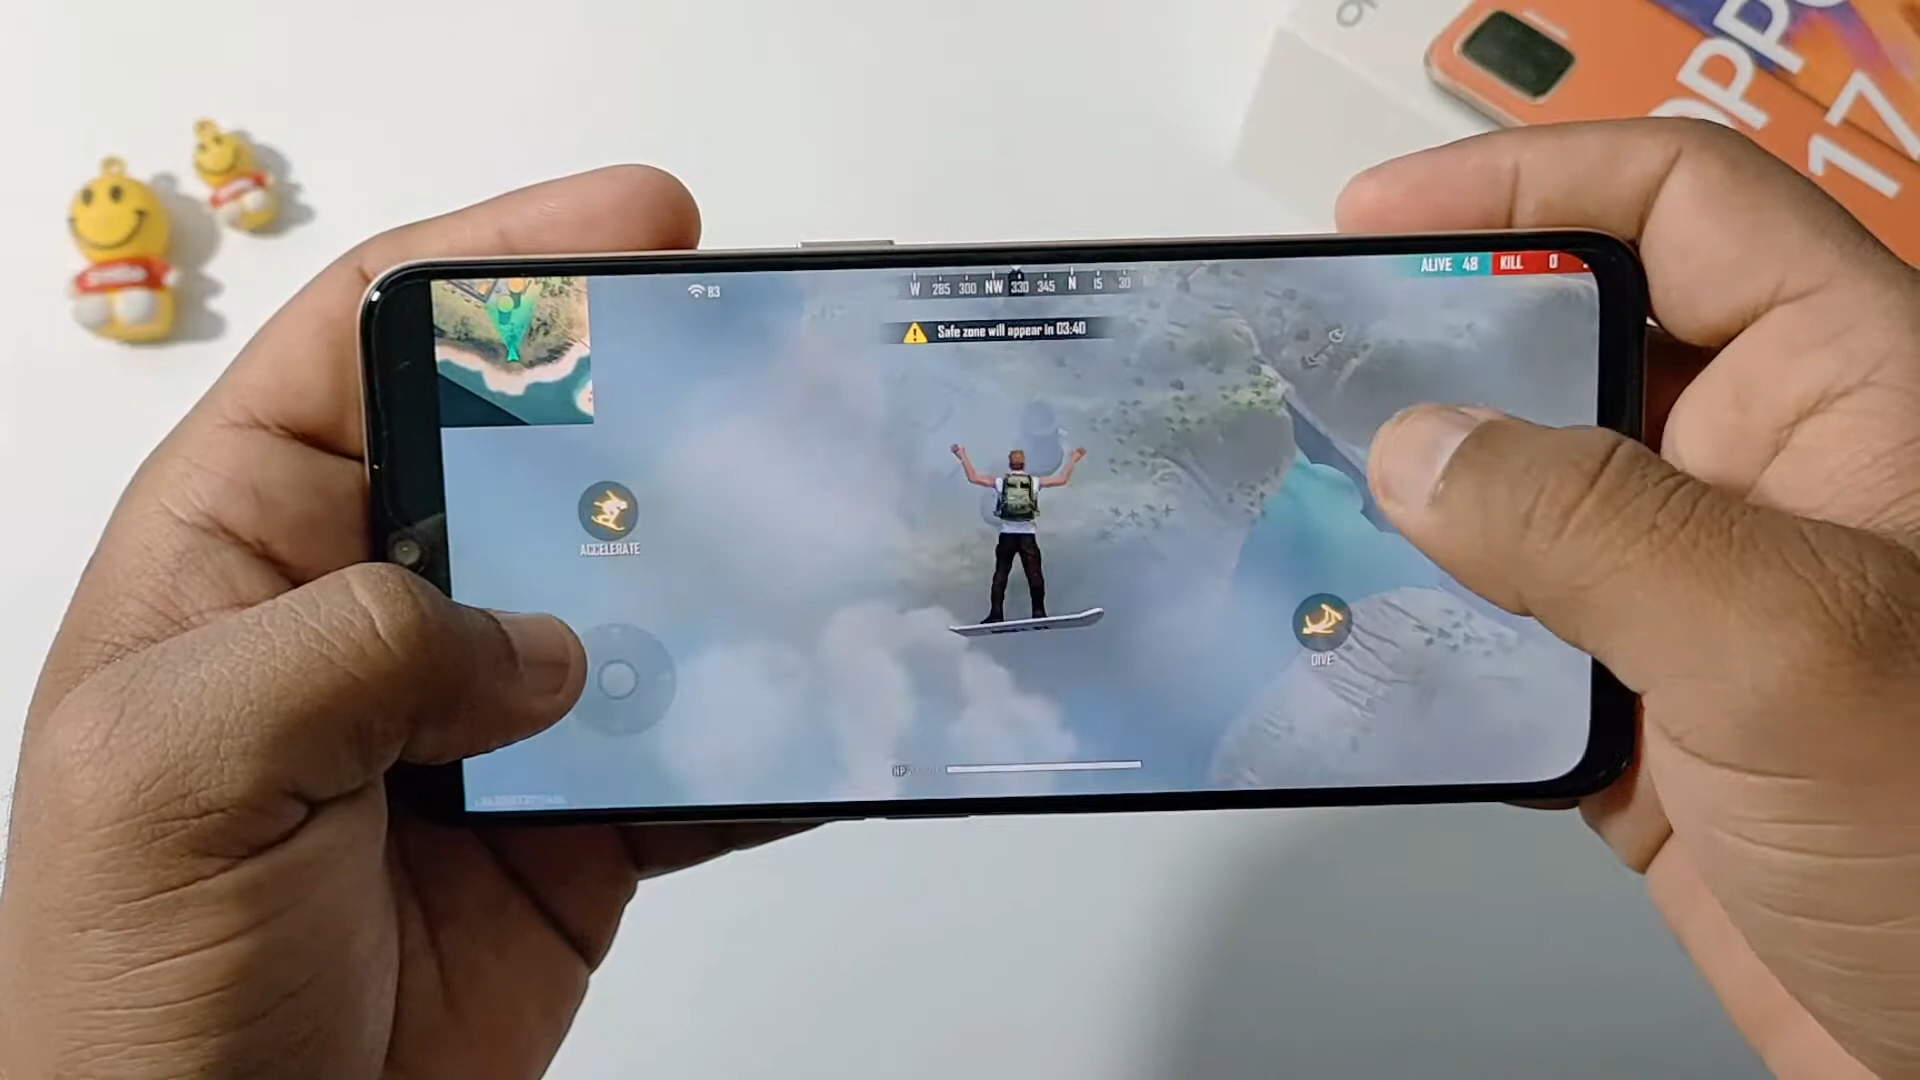 OPPO
17
83
W 285 300 NW 330 345 N 15 30
ALIVE 48 KILL 0
Safe zone will appear in 03:40
ACCELERATE
DIVE
HP